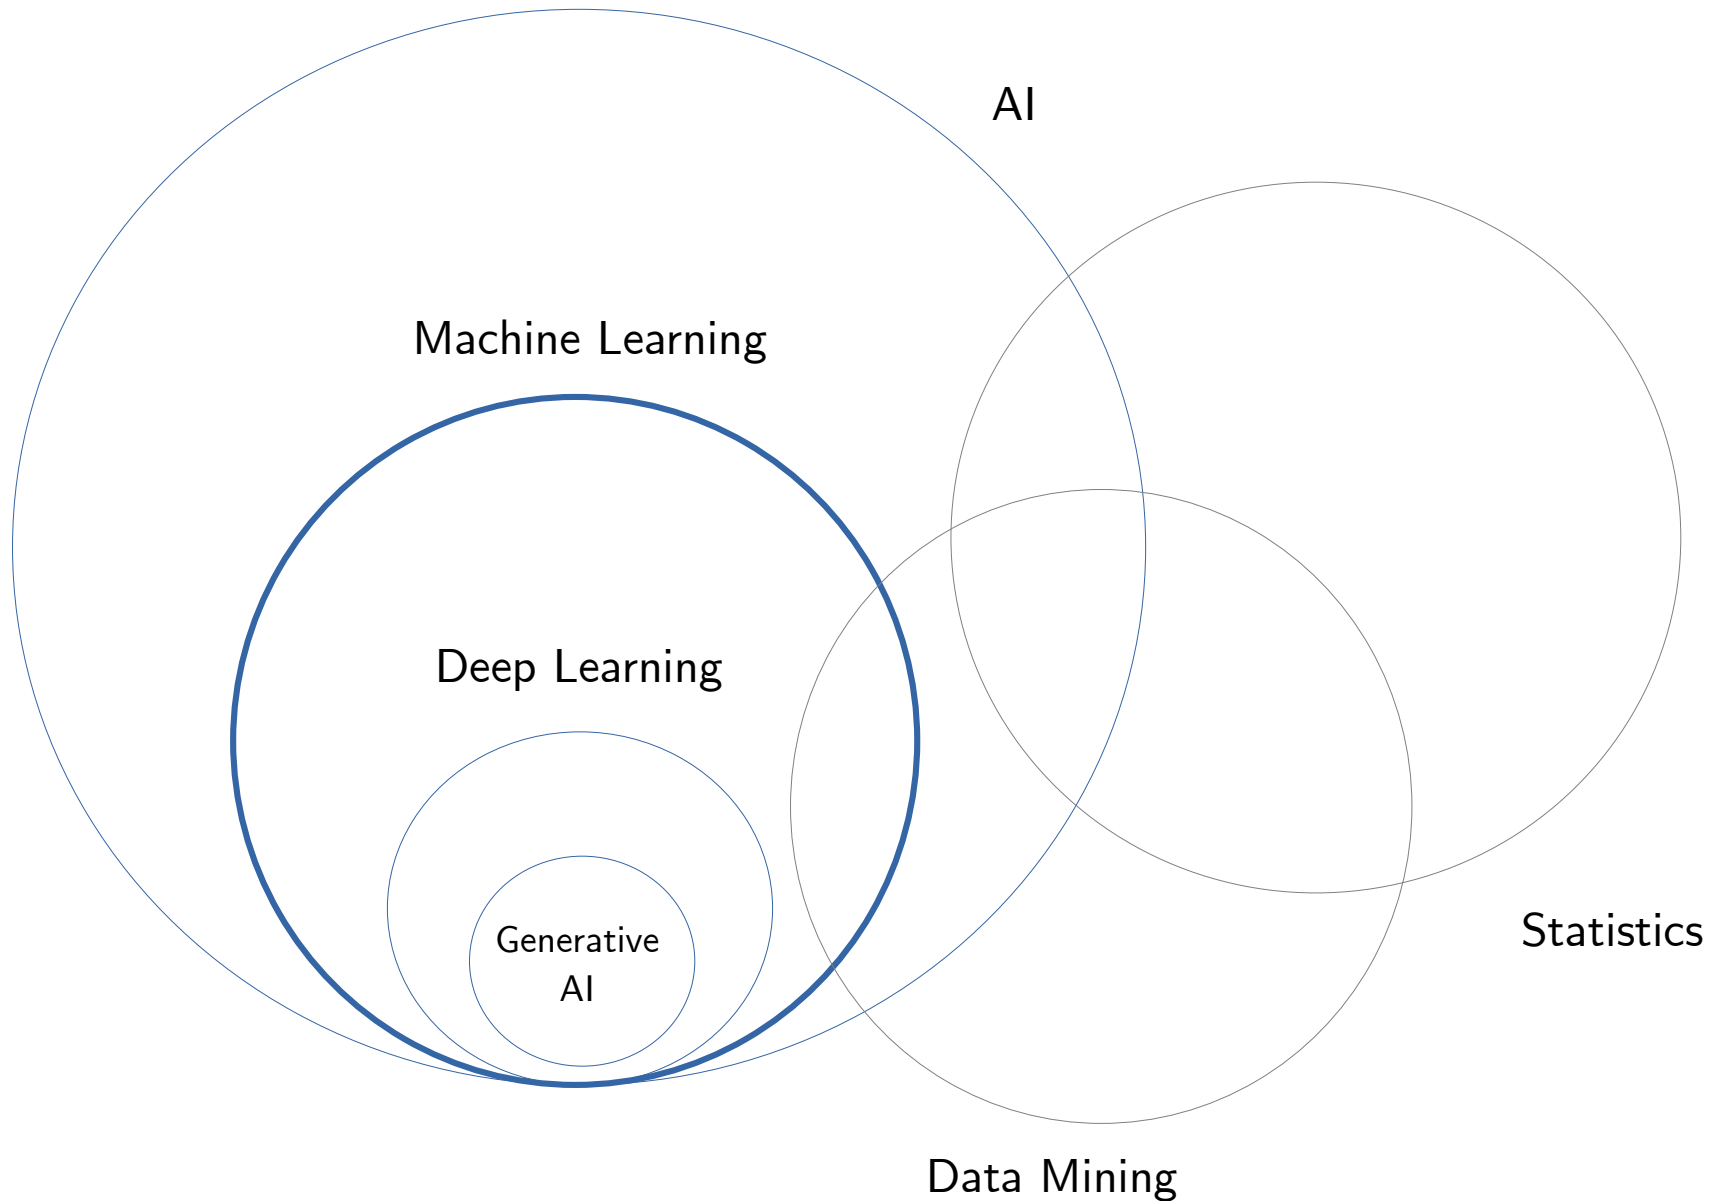 AI
Machine Learning
Deep Learning
Generative
AI
Statistics
Data Mining